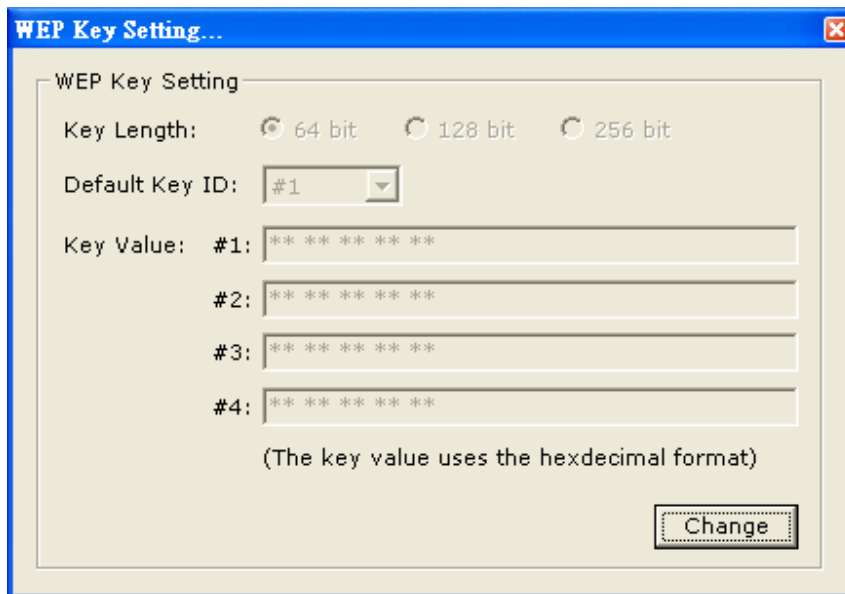 WEP Key Setting...
WEP Key Setting
Key Length: 64 bit 128 bit 256 bit
Default Key ID: #1
Key Value: #1: ** ** ** ** **
#2: ** ** ** ** **
#3: ** ** ** ** **
#4: ** ** ** ** **
(The key value uses the hexdecimal format)
Change